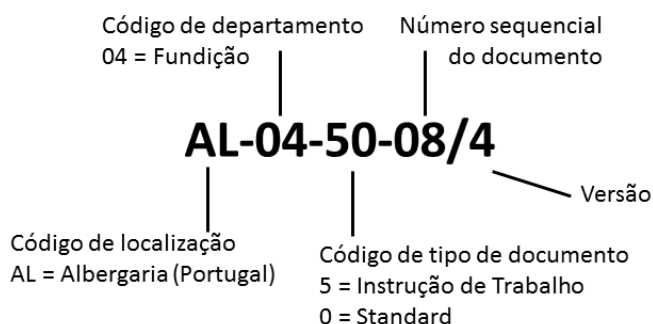 Código de departamento
04 = Fundição
Número sequencial
do documento
AL-04-50-08/4
Versão
Código de localização
AL = Albergaria (Portugal)
Código de tipo de documento
5 = Instrução de Trabalho
0 = Standard